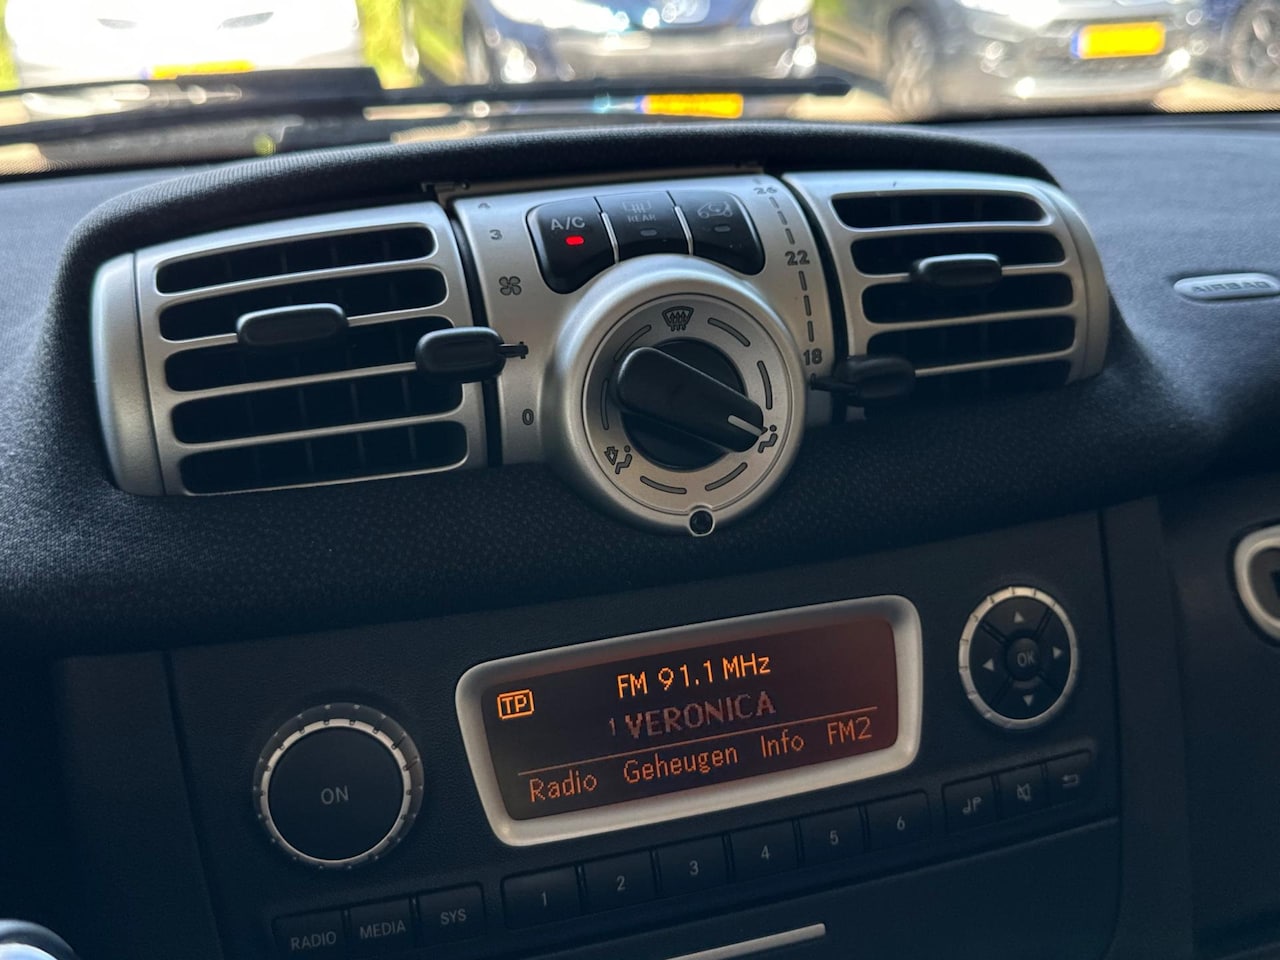 A/C
REAR
4
3
0
26
22
18
AIRBAG
FM 91.1 MHz
TP
1 VERONICA
Radio Geheugen Info FM2
OK
ON
1 2 3 4 5 6
RADIO MEDIA SYS